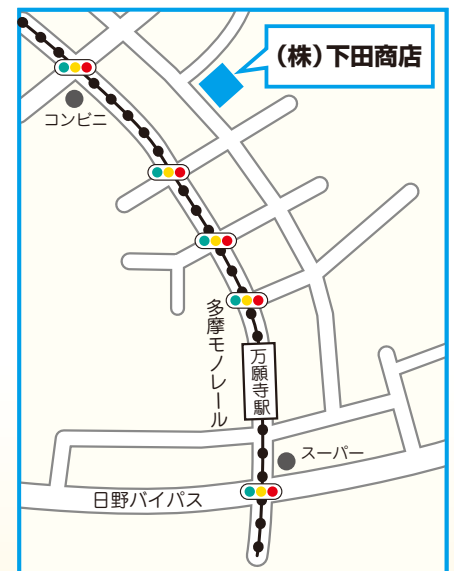 (株)下田商店
コンビニ
多摩モノレール
万願寺駅
スーパー
日野バイパス